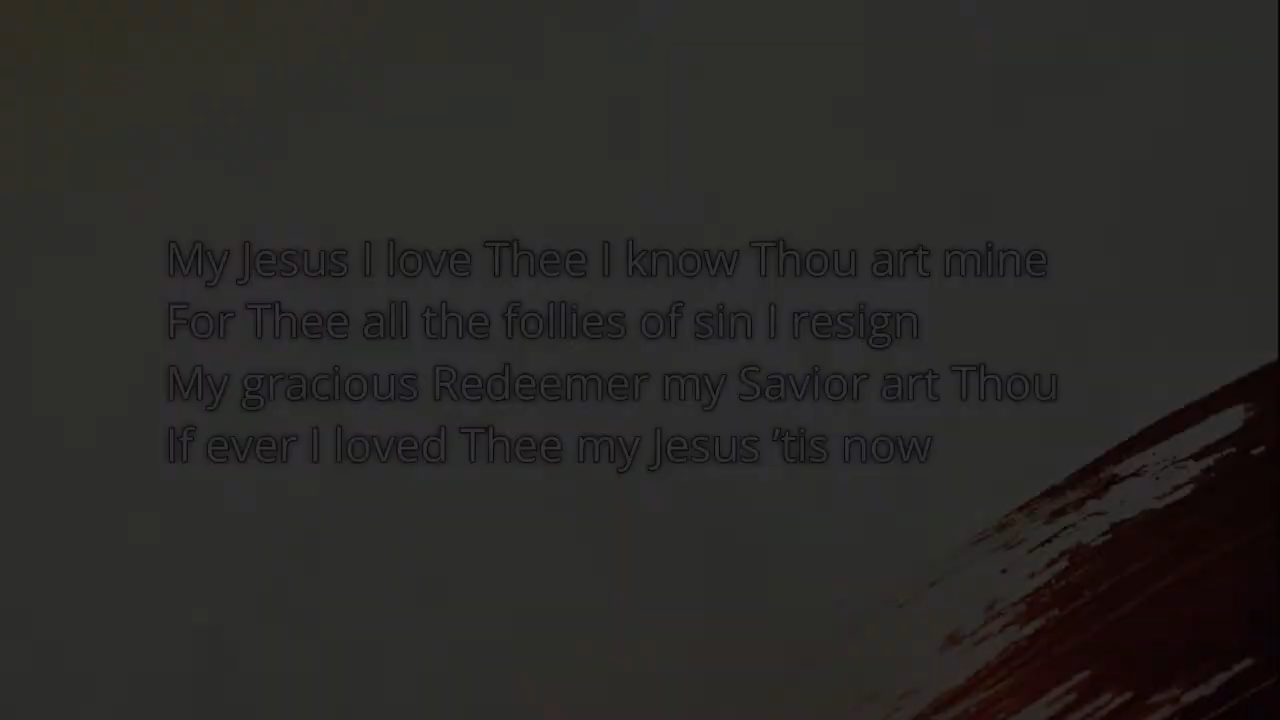 My Jesus I love Thee I know Thou art mine
For Thee all the follies of sin I resign
My gracious Redeemer my Savior art Thou
If ever I loved Thee my Jesus ’tis now